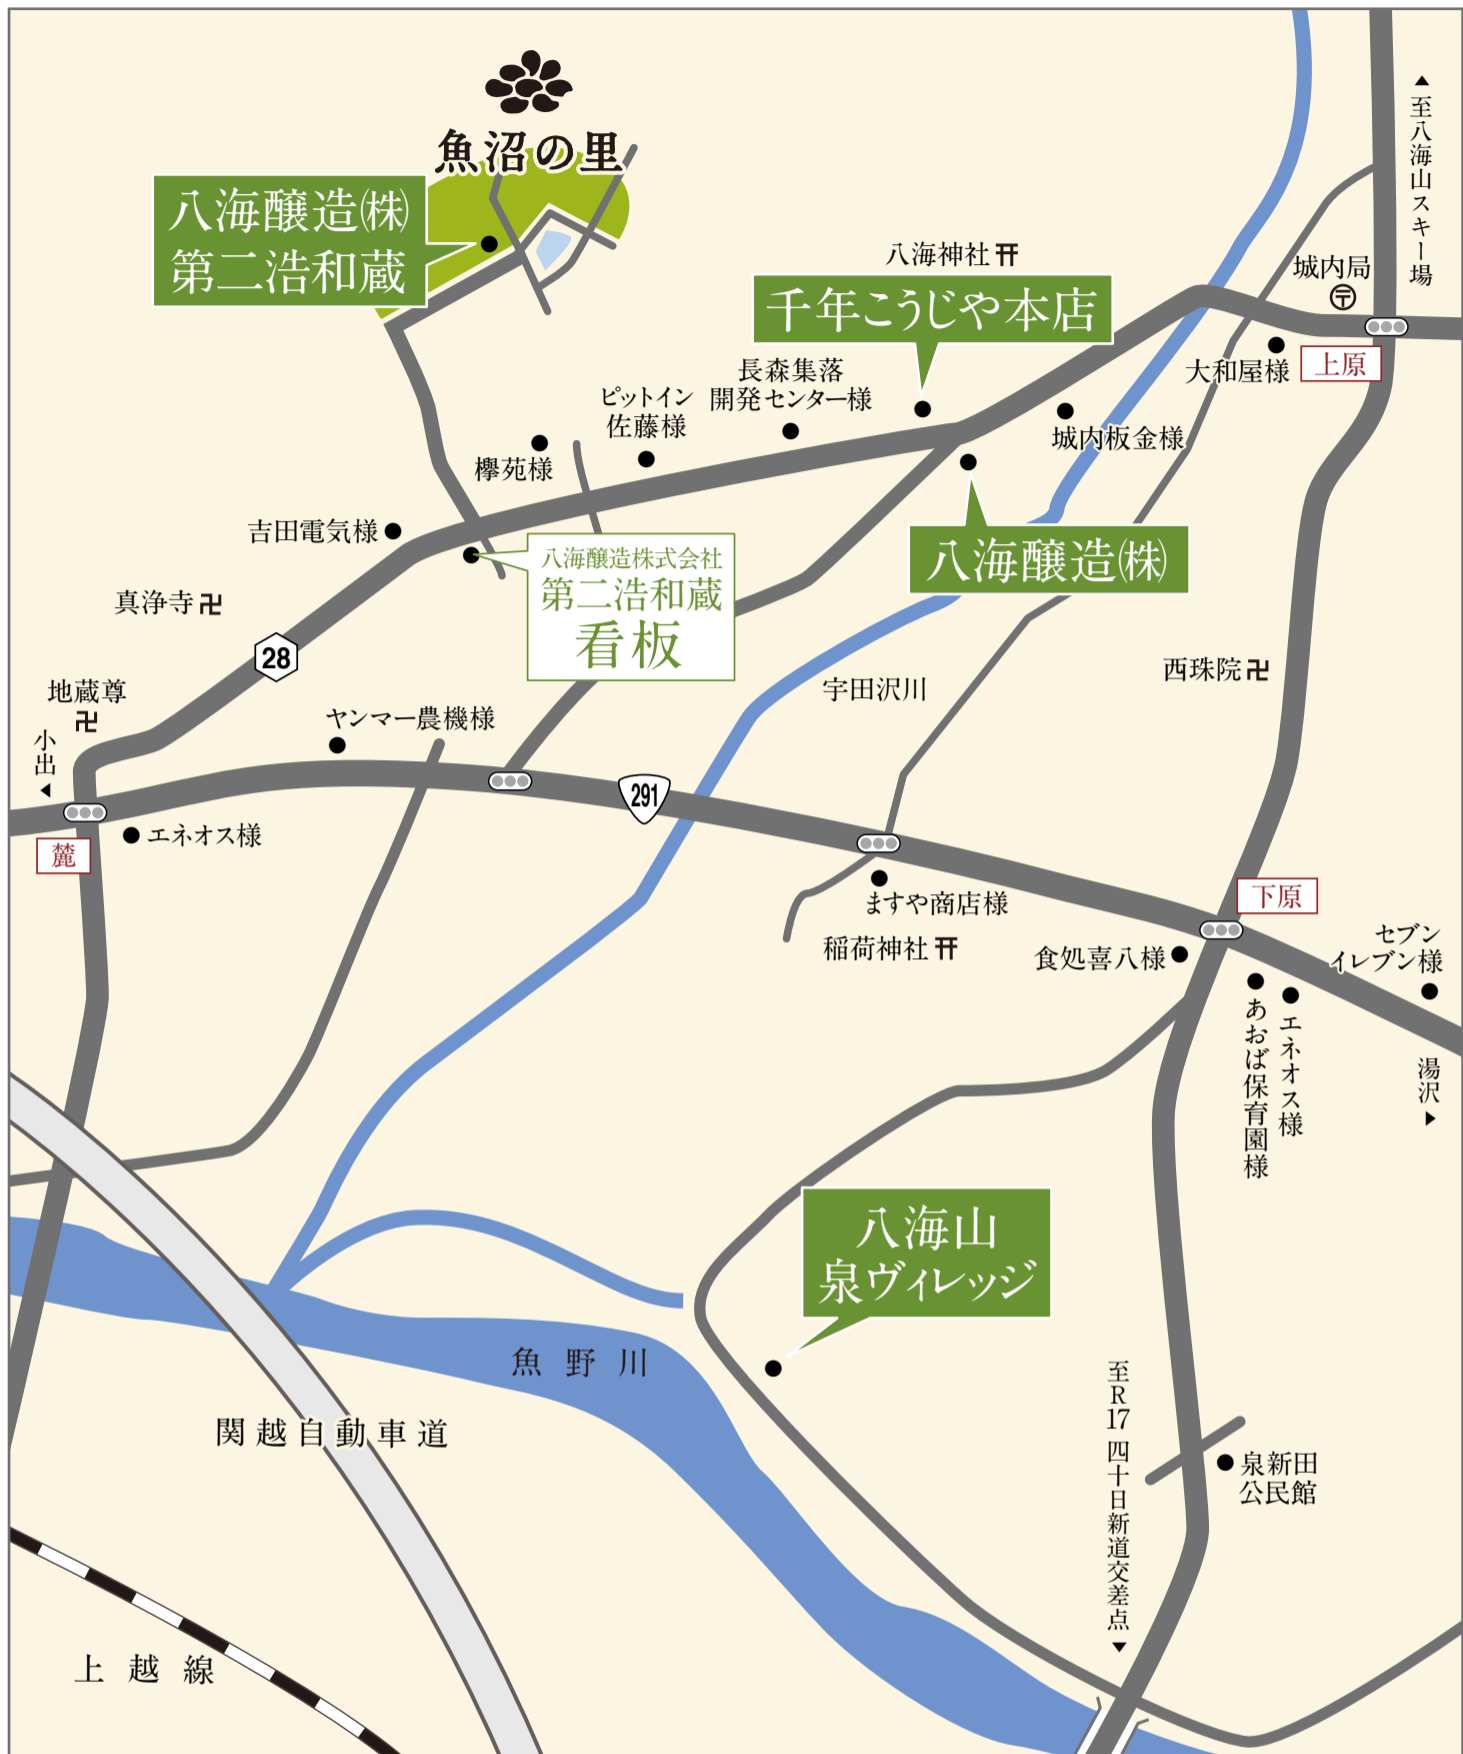 魚沼の里
八海醸造㈱
第二浩和蔵
八海神社
千年こうじや本店
至八海山スキー場
城内局
大和屋様
上原
長森集落
開発センター様
ピットイン
佐藤様
欅苑様
城内板金様
吉田電気様
八海醸造株式会社
第二浩和蔵
看板
八海醸造㈱
真浄寺
28
地蔵尊
小出
ヤンマー農機様
宇田沢川
西珠院
291
エネオス様
麓
ますや商店様
稲荷神社
下原
食処喜八様
セブン
イレブン様
あおば保育園様
エネオス様
湯沢
八海山
泉ヴィレッジ
魚野川
関越自動車道
至R17 四十日新道交差点
泉新田
公民館
上越線